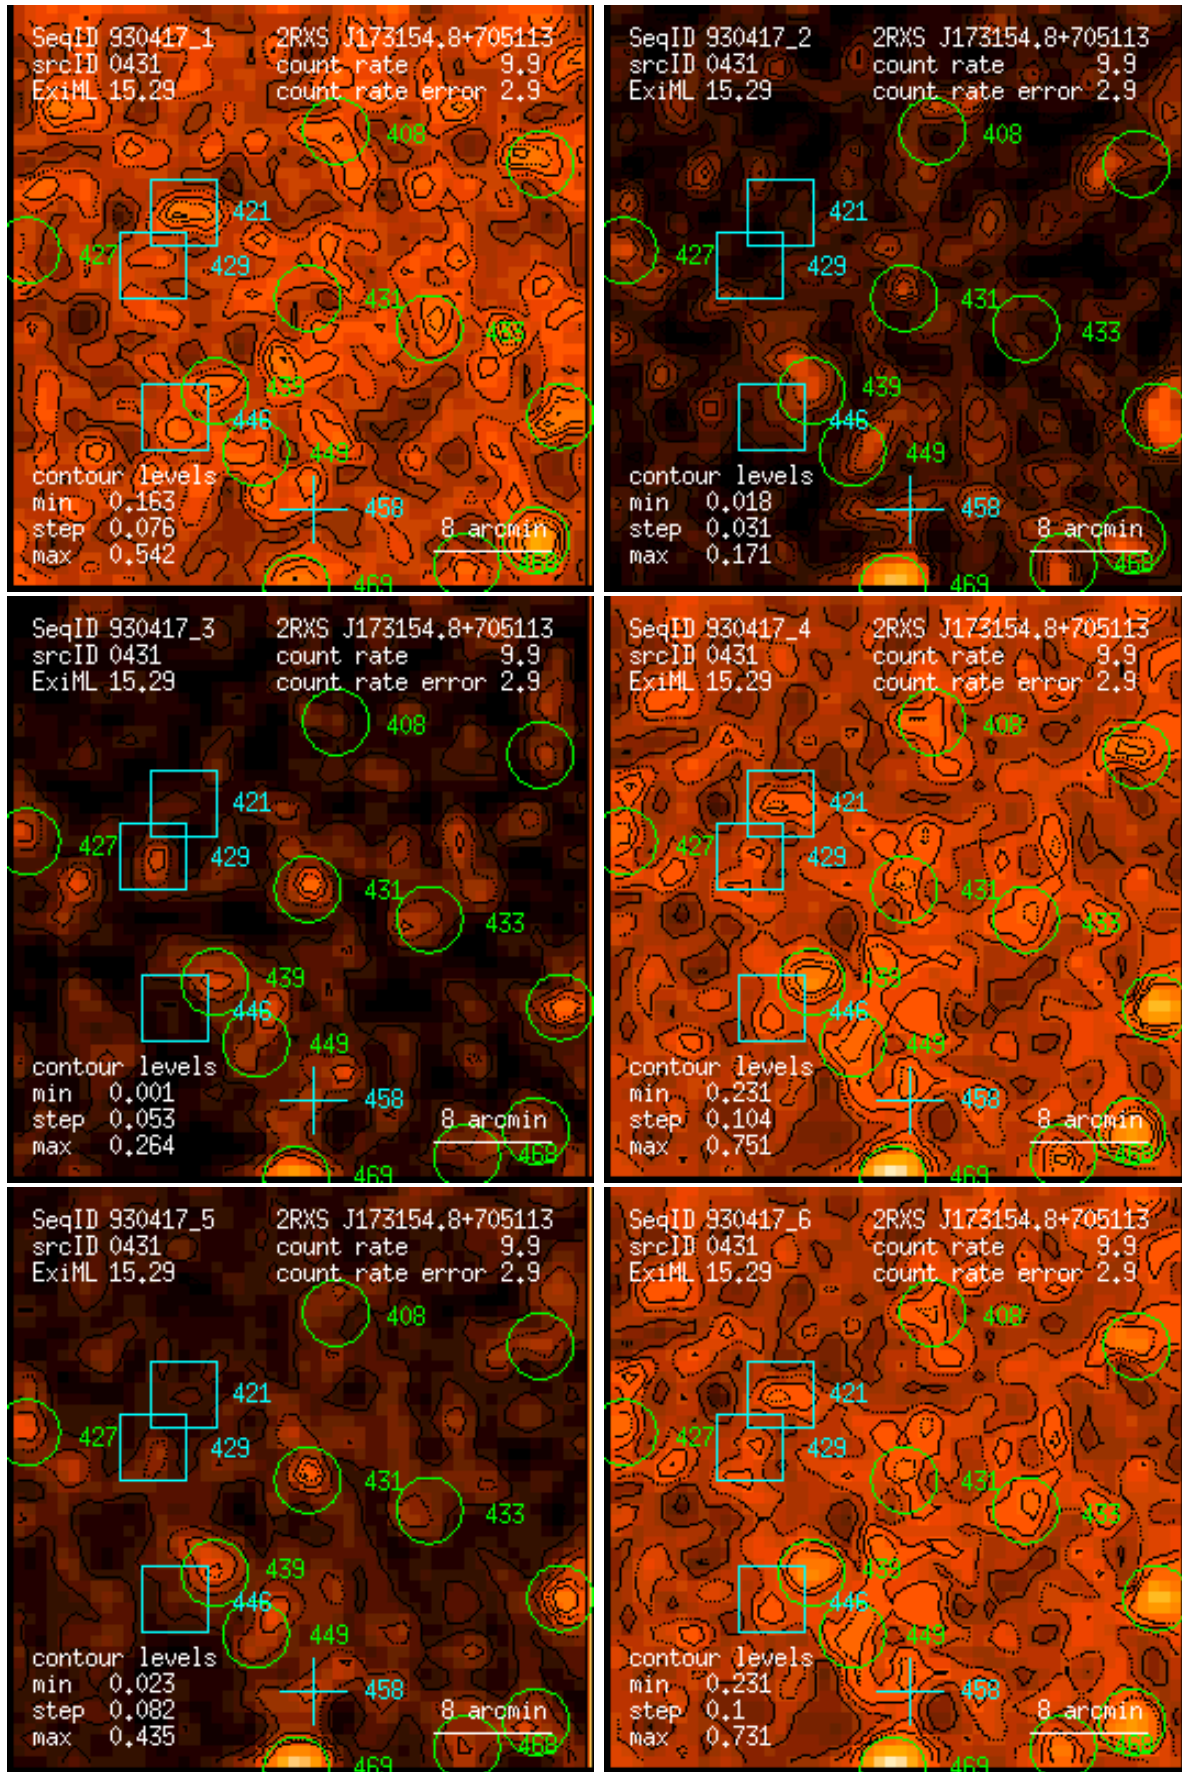 SeqID 930417_1 2RXS J173154.8+705113
srcID 0431 count rate 9.9
ExiML 15.29 count rate error 2.9
408
421
427
429
431
433
439
446
449
contour levels
min 0.163
458
step 0.076 8 arcmin
max 0.542
468
469
SeqID 930417_2 2RXS J173154.8+705113
srcID 0431 count rate 9.9
ExiML 15.29 count rate error 2.9
408
421
427
429
431
433
439
446
449
contour levels
min 0.018
458
step 0.031 8 arcmin
max 0.171
468
469
SeqID 930417_3 2RXS J173154.8+705113
srcID 0431 count rate 9.9
ExiML 15.29 count rate error 2.9
408
421
427
429
431
433
439
446
449
contour levels
min 0.001
458
step 0.053 8 arcmin
max 0.264
468
469
SeqID 930417_4 2RXS J173154.8+705113
srcID 0431 count rate 9.9
ExiML 15.29 count rate error 2.9
408
421
427
429
431
433
439
446
449
contour levels
min 0.231
458
step 0.104 8 arcmin
max 0.751
468
469
SeqID 930417_5 2RXS J173154.8+705113
srcID 0431 count rate 9.9
ExiML 15.29 count rate error 2.9
408
421
427
429
431
433
439
446
449
contour levels
min 0.023
458
step 0.082 8 arcmin
max 0.435
468
469
SeqID 930417_6 2RXS J173154.8+705113
srcID 0431 count rate 9.9
ExiML 15.29 count rate error 2.9
408
421
427
429
431
433
439
446
449
contour levels
min 0.231
458
step 0.1 8 arcmin
max 0.731
468
469